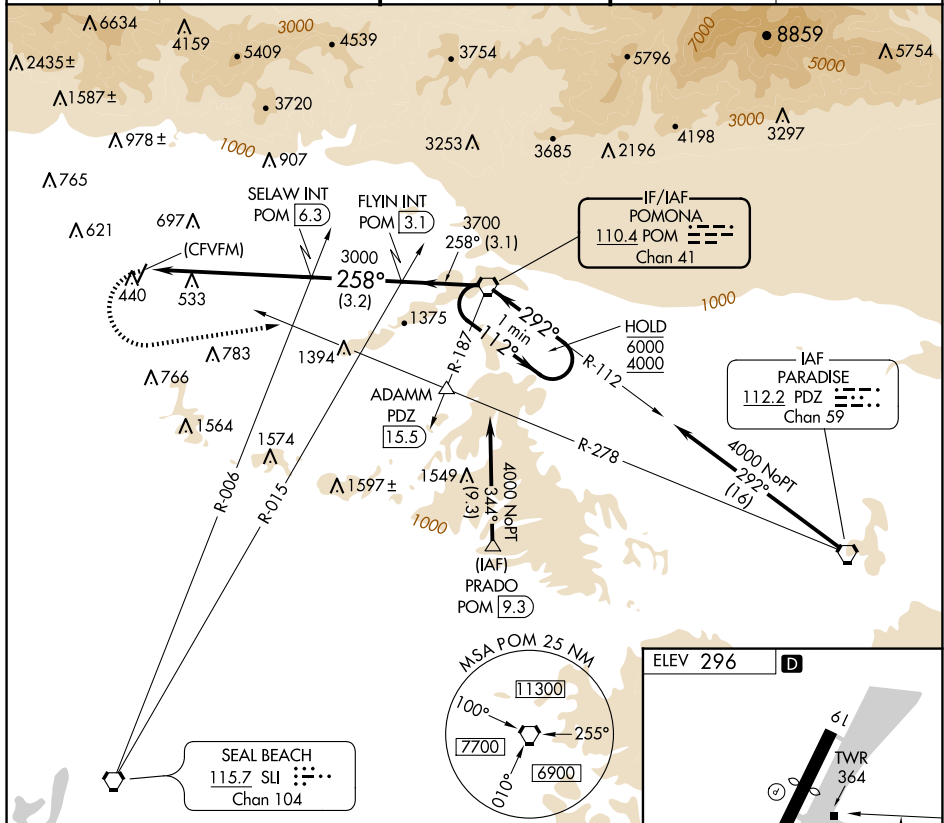 6634
4159
3000
5409
4539
3754
5796
7000
8859
5754
5000
2435±
1587±
3720
978±
1000
907
3253
3685
2196
4198
3000
3297
765
SELAW INT
POM 6.3
FLYIN INT
POM 3.1
621
697
(CFVFM)
3700
258° (3.1)
IF/IAF
POMONA
110.4 POM
Chan 41
3000
258°
(3.2)
440
533
1000
1375
292°
1 min
112°
HOLD
6000
4000
R-187
R-112
783
1394
766
ADAMM
PDZ
15.5
IAF
PARADISE
112.2 PDZ
Chan 59
1564
1574
R-278
4000 NoPT
292°
(16)
R-006
R-015
1597±
1549
4000 NoPT
344°
(9.3)
1000
(IAF)
PRADO
POM 9.3
MSA POM 25 NM
11300
100°
255°
7700
6900
010°
SEAL BEACH
115.7 SLI
Chan 104
ELEV 296
D
19
TWR
364
P